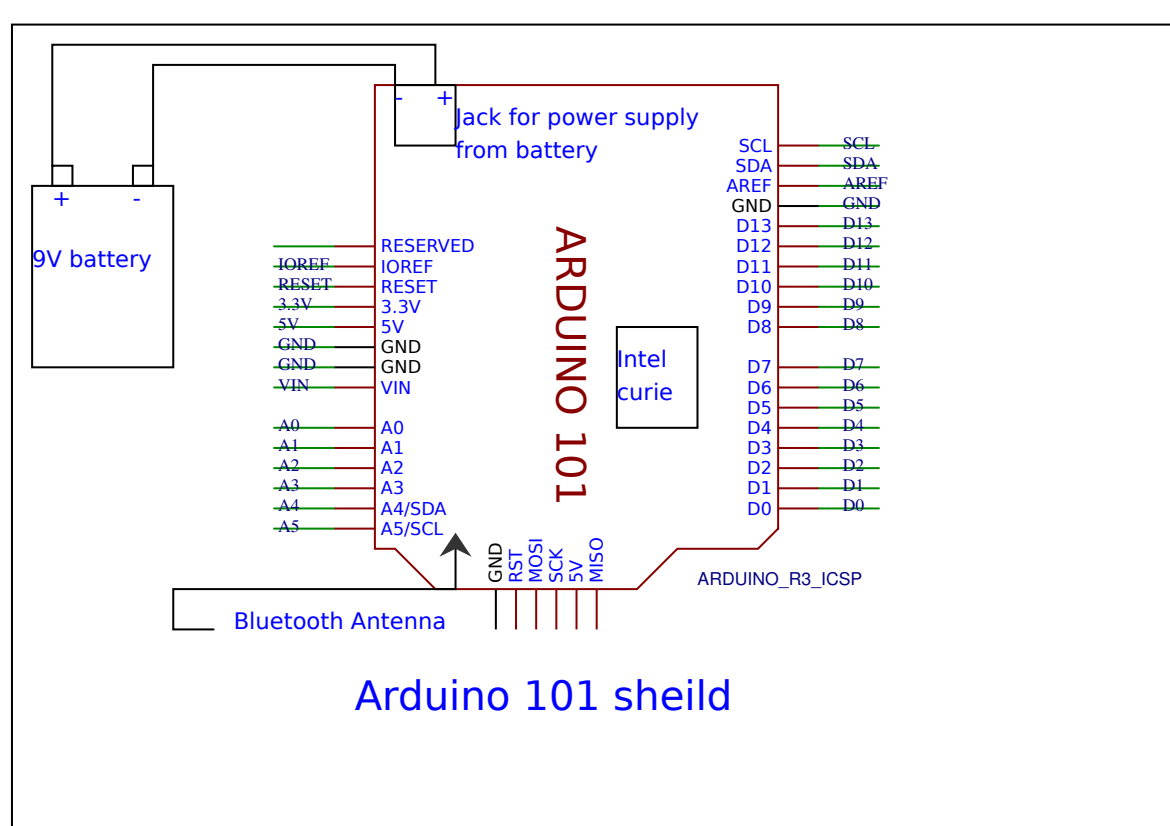 - +
Jack for power supply
from battery
+ -
9V battery
ARDUINO 101
Intel
curie
RESERVED
IOREF IOREF
RESET RESET
3.3V 3.3V
5V 5V
GND GND
GND GND
VIN VIN
A0 A0
A1 A1
A2 A2
A3 A3
A4 A4/SDA
A5 A5/SCL
SCL SCL
SDA SDA
AREF AREF
GND GND
D13 D13
D12 D12
D11 D11
D10 D10
D9 D9
D8 D8
D7 D7
D6 D6
D5 D5
D4 D4
D3 D3
D2 D2
D1 D1
D0 D0
GND
RST
MOSI
SCK
5V
MISO
ARDUINO_R3_ICSP
Bluetooth Antenna
Arduino 101 sheild